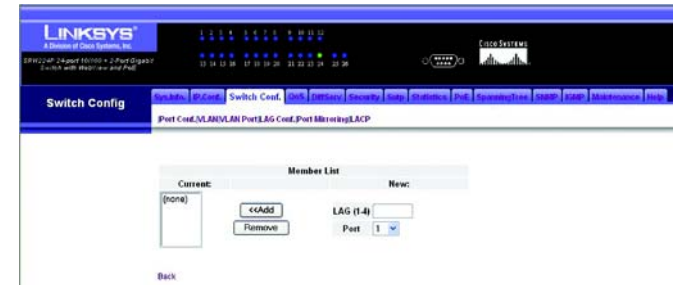 LINKSYS®
A Division of Cisco Systems, Inc.
SRW224P 24-port 10/100 + 2-Port Gigabit
Switch with WebView and PoE
1 2 3 4 5 6 7 8 9 10 11 12
13 14 15 16 17 18 19 20 21 22 23 24 25 26
CISCO SYSTEMS
Switch Config
Sys.Info. IP.Conf. Switch Conf. QoS DiffServ Security Statistics PoE SpanningTree SNMP IGMP Maintenance Help
|Port Conf.|VLAN|VLAN Port|LAG Conf.|Port Mirroring|LACP
Member List
Current: New:
(none)
<<Add
LAG (1-4)
Remove
Port 1
Back